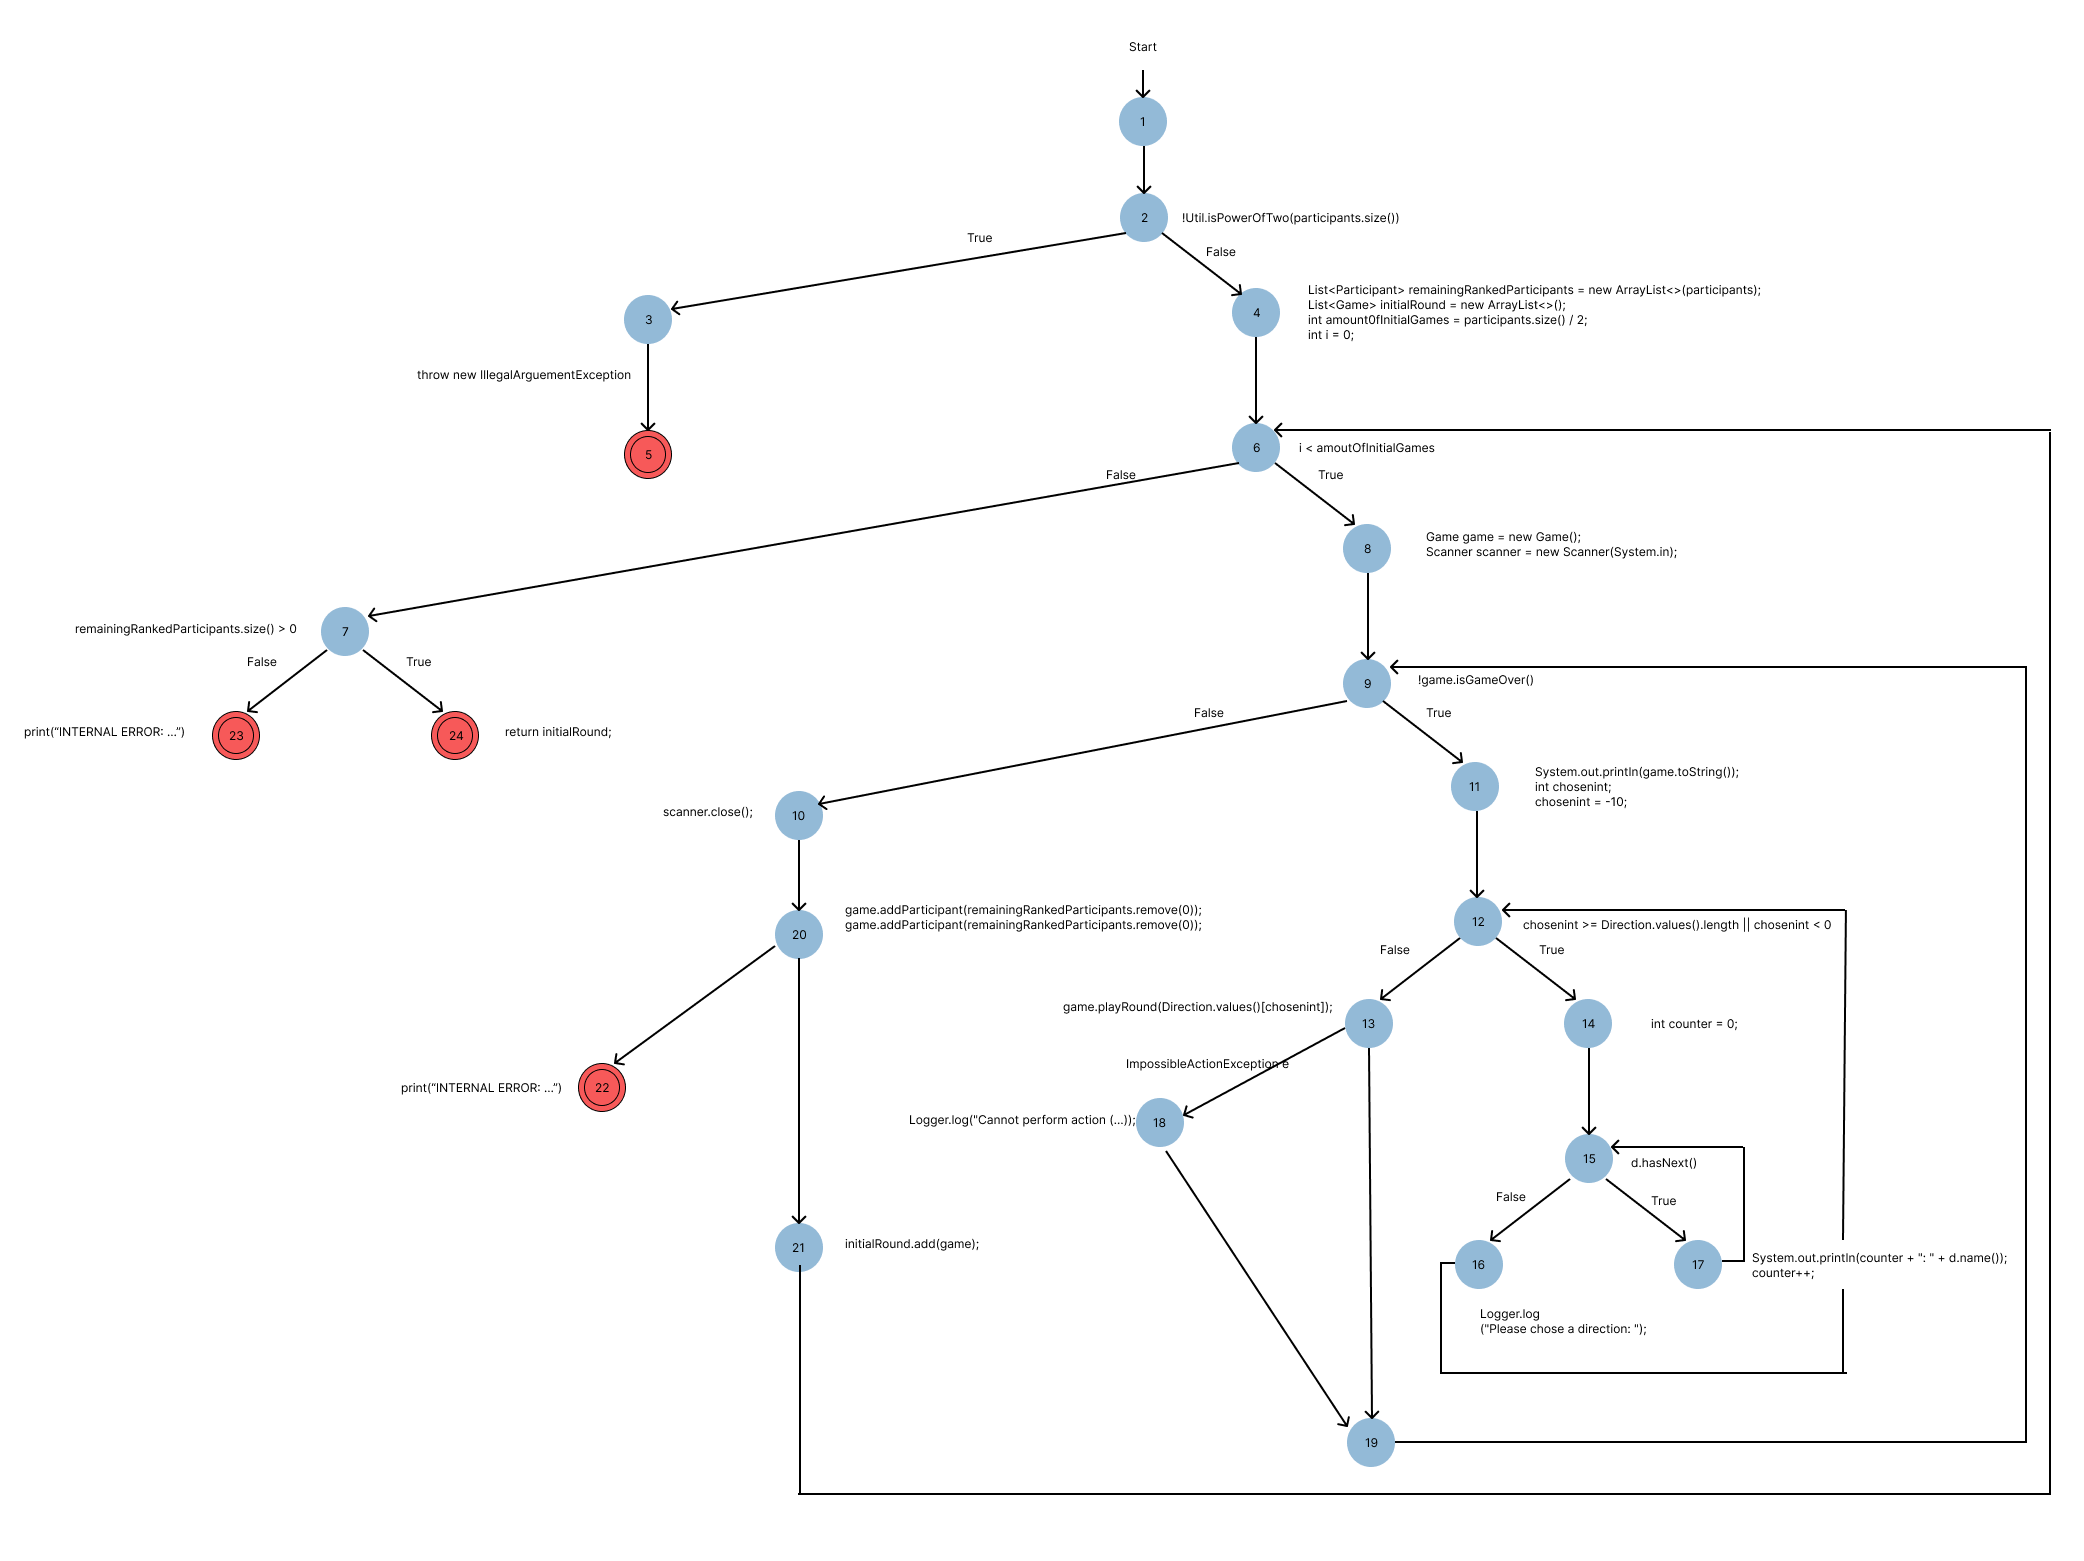 Start
1
2
!Util.isPowerOfTwo(participants.size())
True
False
3
4
List<Participant> remainingRankedParticipants = new ArrayList<>(participants);
List<Game> initialRound = new ArrayList<>();
int amount0fInitialGames = participants.size() / 2;
int i = 0;
throw new IllegalArguementException
5
6
i < amoutOfInitialGames
False
True
8
Game game = new Game();
Scanner scanner = new Scanner(System.in);
remainingRankedParticipants.size() > 0
7
False
True
9
!game.isGameOver()
False
True
print(“INTERNAL ERROR: ...”)
23
24
return initialRound;
11
System.out.println(game.toString());
int chosenint;
chosenint = -10;
scanner.close();
10
20
game.addParticipant(remainingRankedParticipants.remove(0));
game.addParticipant(remainingRankedParticipants.remove(0));
12
chosenint >= Direction.values().length || chosenint < 0
False
True
game.playRound(Direction.values()[chosenint]);
13
14
int counter = 0;
ImpossibleActionException e
print(“INTERNAL ERROR: ...”)
22
Logger.log("Cannot perform action (...));
18
15
d.hasNext()
False
True
21
initialRound.add(game);
16
17
System.out.println(counter + ": " + d.name());
counter++;
Logger.log
("Please chose a direction: ");
19